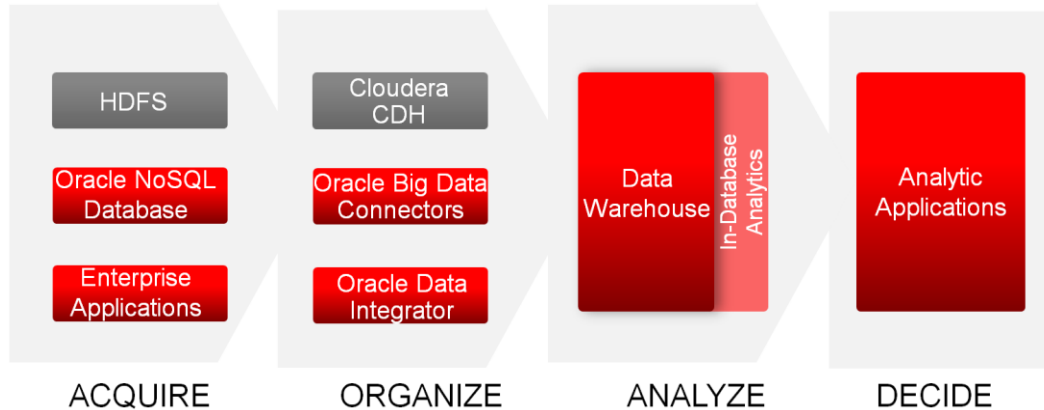 HDFS
Oracle NoSQL
Database
Enterprise
Applications
Cloudera
CDH
Oracle Big Data
Connectors
Oracle Data
Integrator
Data
Warehouse
In-Database
Analytics
Analytic
Applications
ACQUIRE
ORGANIZE
ANALYZE
DECIDE